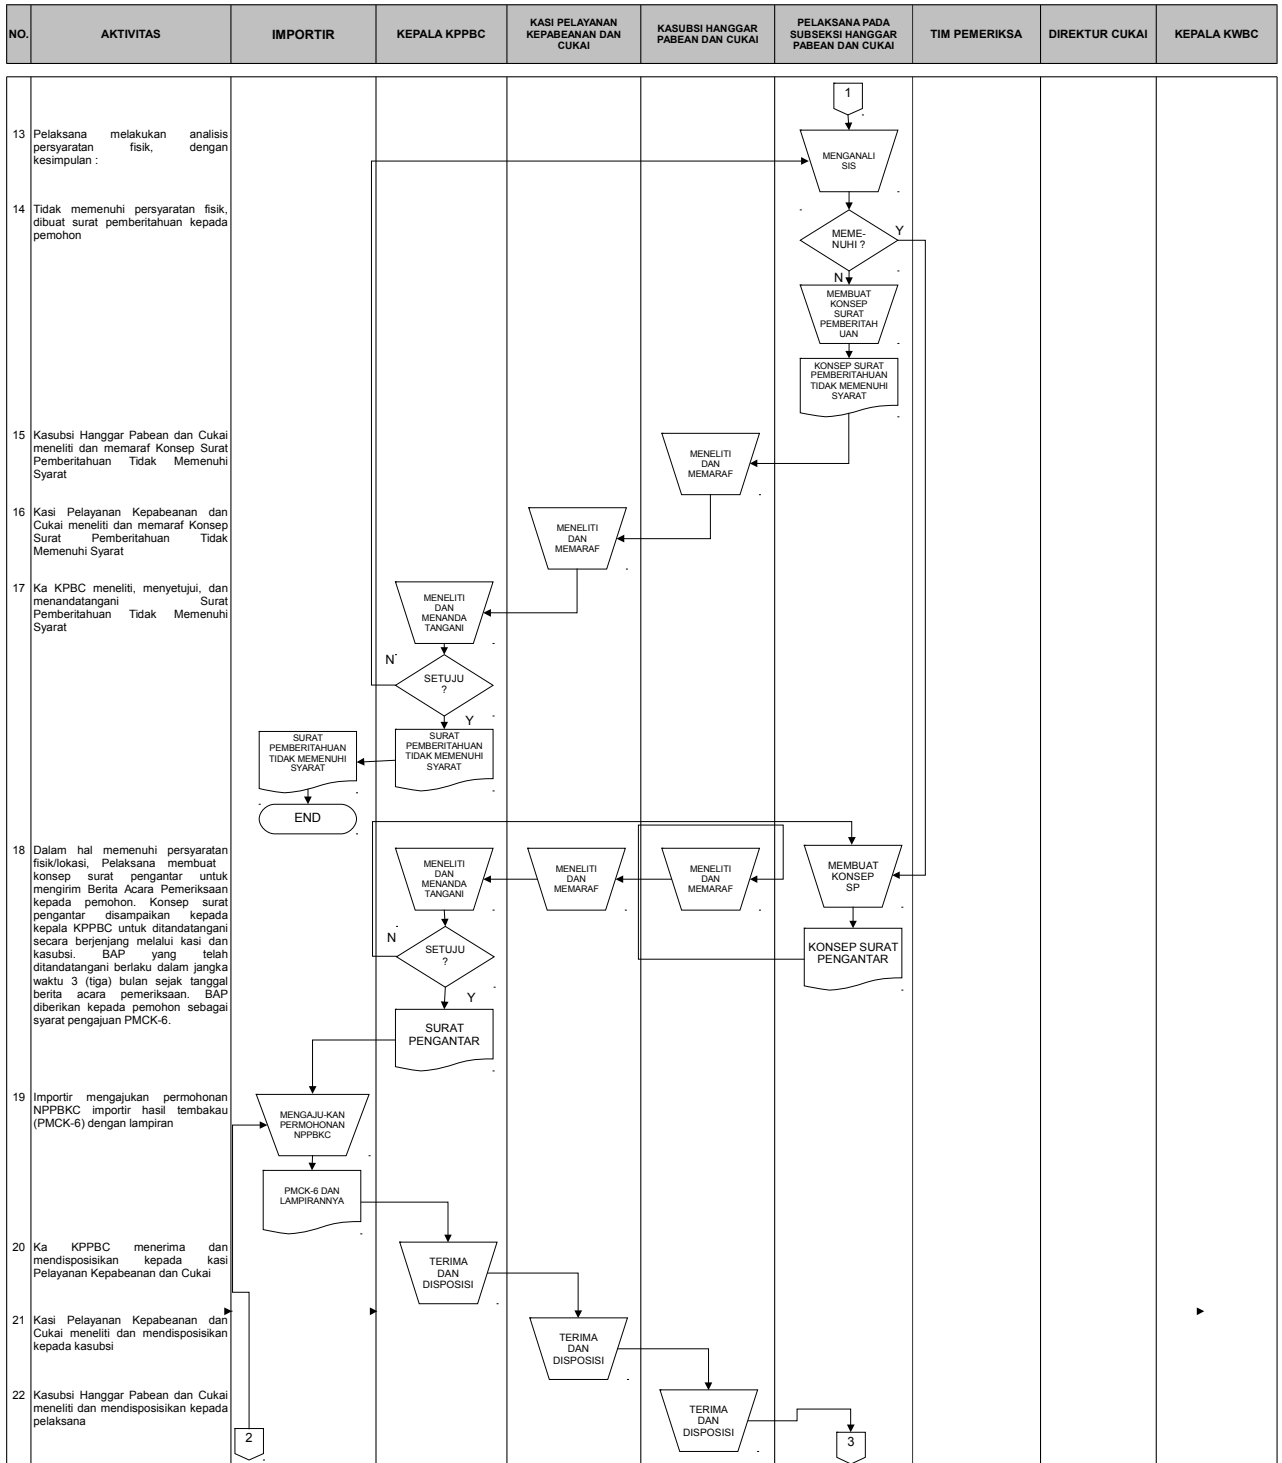 NO.
AKTIVITAS
IMPORTIR
KEPALA KPPBC
KASI PELAYANAN
KEPABEANAN DAN
CUKAI
KASUBSI HANGGAR
PABEAN DAN CUKAI
PELAKSANA PADA
SUBSEKSI HANGGAR
PABEAN DAN CUKAI
TIM PEMERIKSA
DIREKTUR CUKAI
KEPALA KWBC
1
13 Pelaksana melakukan analisis
persyaratan fisik, dengan
kesimpulan :
MENGANALI
SIS
14 Tidak memenuhi persyaratan fisik,
dibuat surat pemberitahuan kepada
pemohon
MEME-
NUHI ?
Y
N
MEMBUAT
KONSEP
SURAT
PEMBERITAH
UAN
KONSEP SURAT
PEMBERITAHUAN
TIDAK MEMENUHI
SYARAT
15 Kasubsi Hanggar Pabean dan Cukai
meneliti dan memaraf Konsep Surat
Pemberitahuan Tidak Memenuhi
Syarat
MENELITI
DAN
MEMARAF
16 Kasi Pelayanan Kepabeanan dan
Cukai meneliti dan memaraf Konsep
Surat Pemberitahuan Tidak
Memenuhi Syarat
MENELITI
DAN
MEMARAF
17 Ka KPBC meneliti, menyetujui, dan
menandatangani Surat
Pemberitahuan Tidak Memenuhi
Syarat
MENELITI
DAN
MENANDA
TANGANI
N
SETUJU
?
Y
SURAT
PEMBERITAHUAN
TIDAK MEMENUHI
SYARAT
SURAT
PEMBERITAHUAN
TIDAK MEMENUHI
SYARAT
END
18 Dalam hal memenuhi persyaratan
fisik/lokasi, Pelaksana membuat
konsep surat pengantar untuk
mengirim Berita Acara Pemeriksaan
kepada pemohon. Konsep surat
pengantar disampaikan kepada
kepala KPPBC untuk ditandatangani
secara berjenjang melalui kasi dan
kasubsi. BAP yang telah
ditandatangani berlaku dalam jangka
waktu 3 (tiga) bulan sejak tanggal
berita acara pemeriksaan. BAP
diberikan kepada pemohon sebagai
syarat pengajuan PMCK-6.
MENELITI
DAN
MENANDA
TANGANI
MENELITI
DAN
MEMARAF
MENELITI
DAN
MEMARAF
MEMBUAT
KONSEP
SP
N
SETUJU
?
Y
KONSEP SURAT
PENGANTAR
SURAT
PENGANTAR
19 Importir mengajukan permohonan
NPPBKC importir hasil tembakau
(PMCK-6) dengan lampiran
MENGAJU-KAN
PERMOHONAN
NPPBKC
PMCK-6 DAN
LAMPIRANNYA
20 Ka KPPBC menerima dan
mendisposisikan kepada kasi
Pelayanan Kepabeanan dan Cukai
TERIMA
DAN
DISPOSISI
21 Kasi Pelayanan Kepabeanan dan
Cukai meneliti dan mendisposisikan
kepada kasubsi
TERIMA
DAN
DISPOSISI
22 Kasubsi Hanggar Pabean dan Cukai
meneliti dan mendisposisikan kepada
pelaksana
TERIMA
DAN
DISPOSISI
2
3